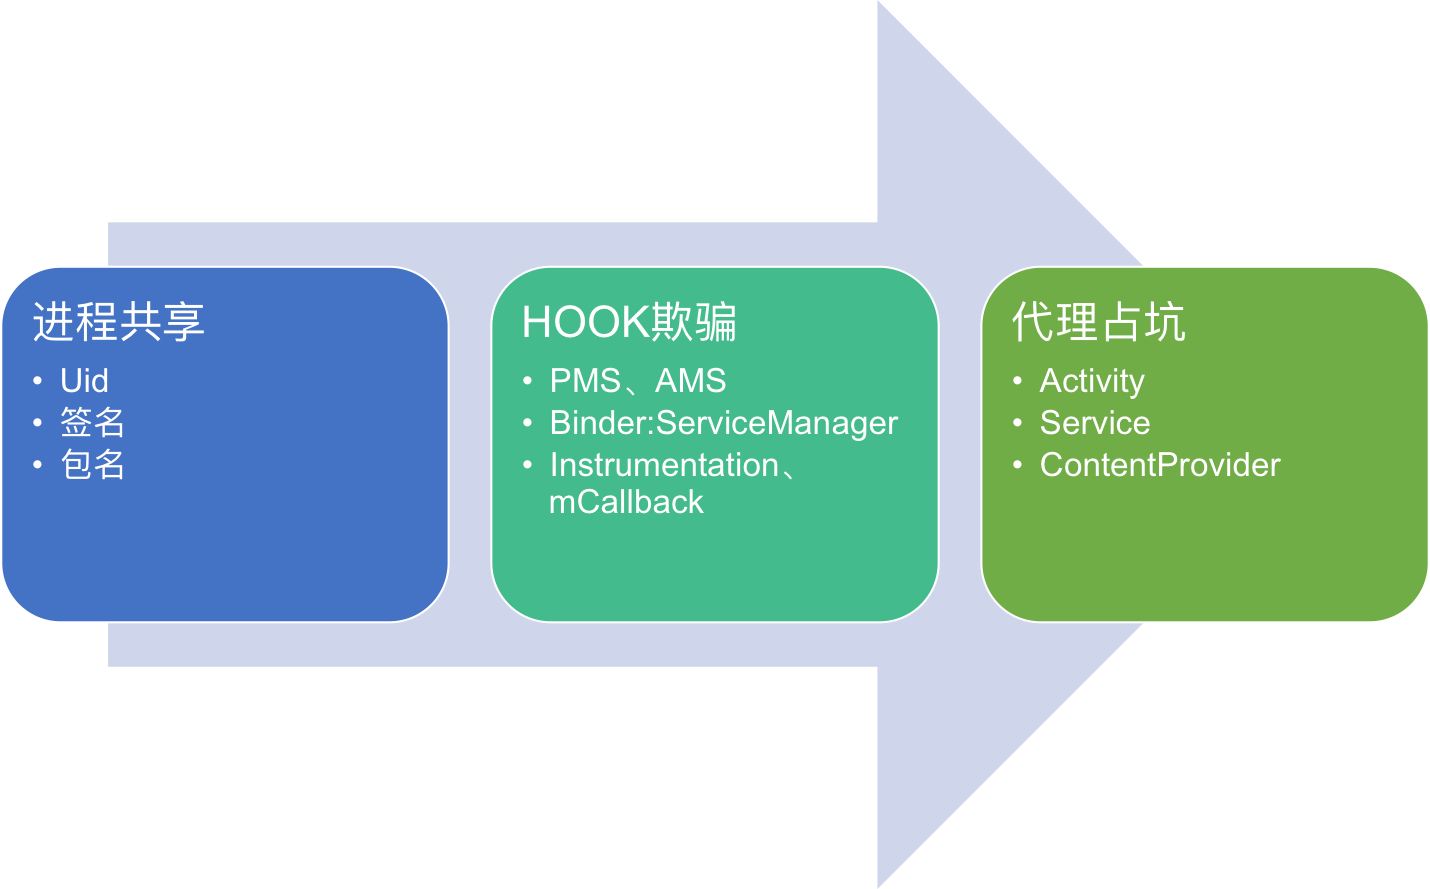 进程共享
• Uid
• 签名
• 包名
HOOK欺骗
• PMS、AMS
• Binder:ServiceManager
• Instrumentation、
mCallback
代理占坑
• Activity
• Service
• ContentProvider